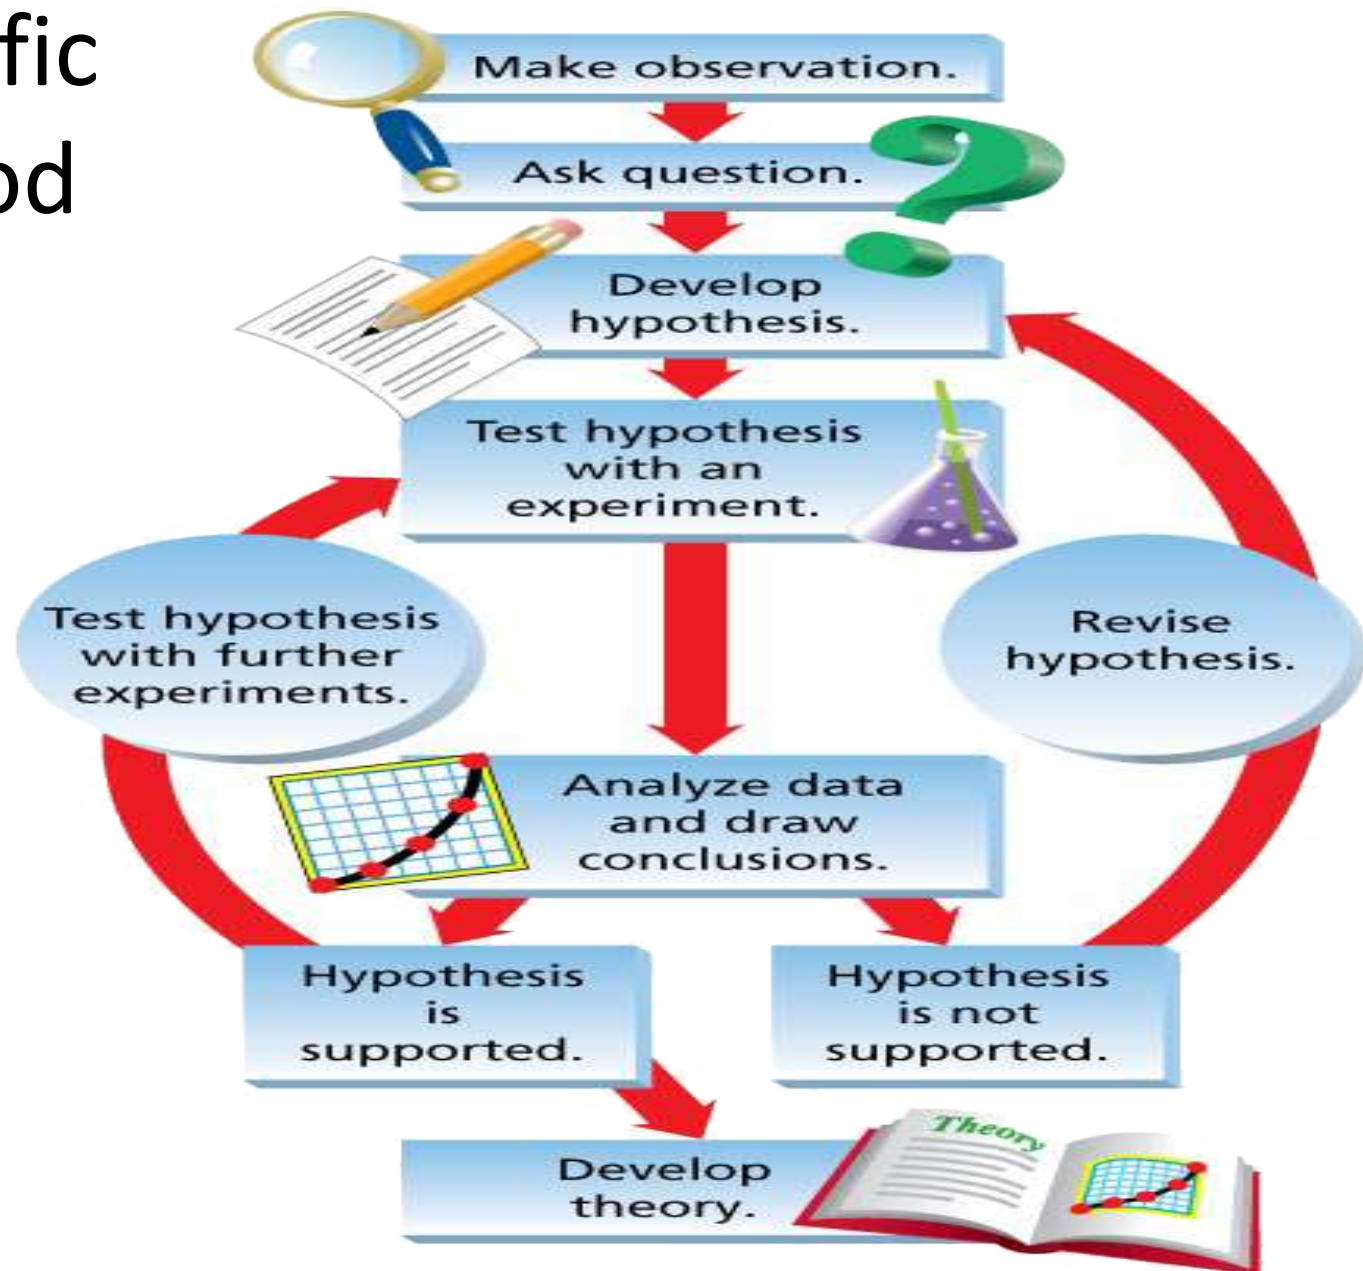 fic
od
Make observation.
Ask question.
Develop
hypothesis.
Test hypothesis
with an
experiment.
Test hypothesis
with further
experiments.
Revise
hypothesis.
Analyze data
and draw
conclusions.
Hypothesis
is
supported.
Hypothesis
is not
supported.
Develop
theory.
Theory